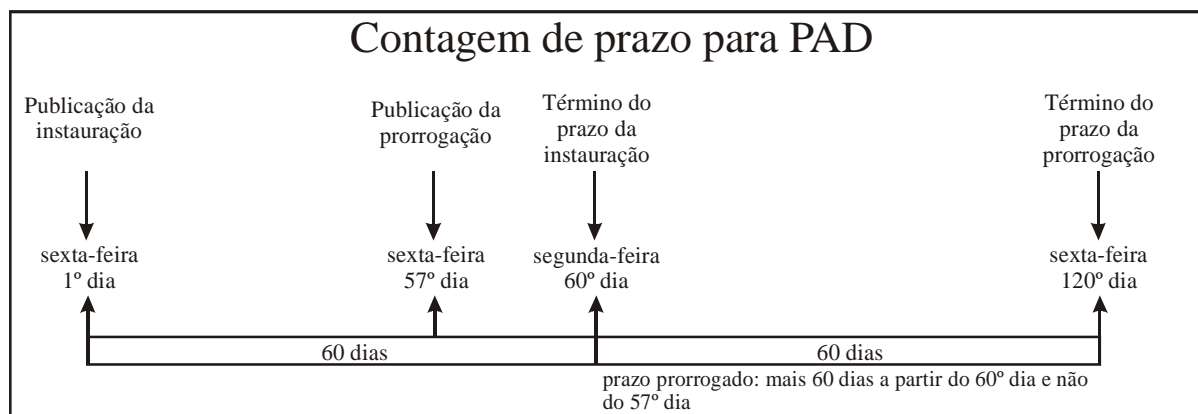 Contagem de prazo para PAD
Publicação da
instauração
Publicação da
prorrogação
Término do
prazo da
instauração
Término do
prazo da
prorrogação
sexta-feira
1º dia
sexta-feira
57º dia
segunda-feira
60º dia
sexta-feira
120º dia
60 dias
60 dias
prazo prorrogado: mais 60 dias a partir do 60º dia e não
do 57º dia